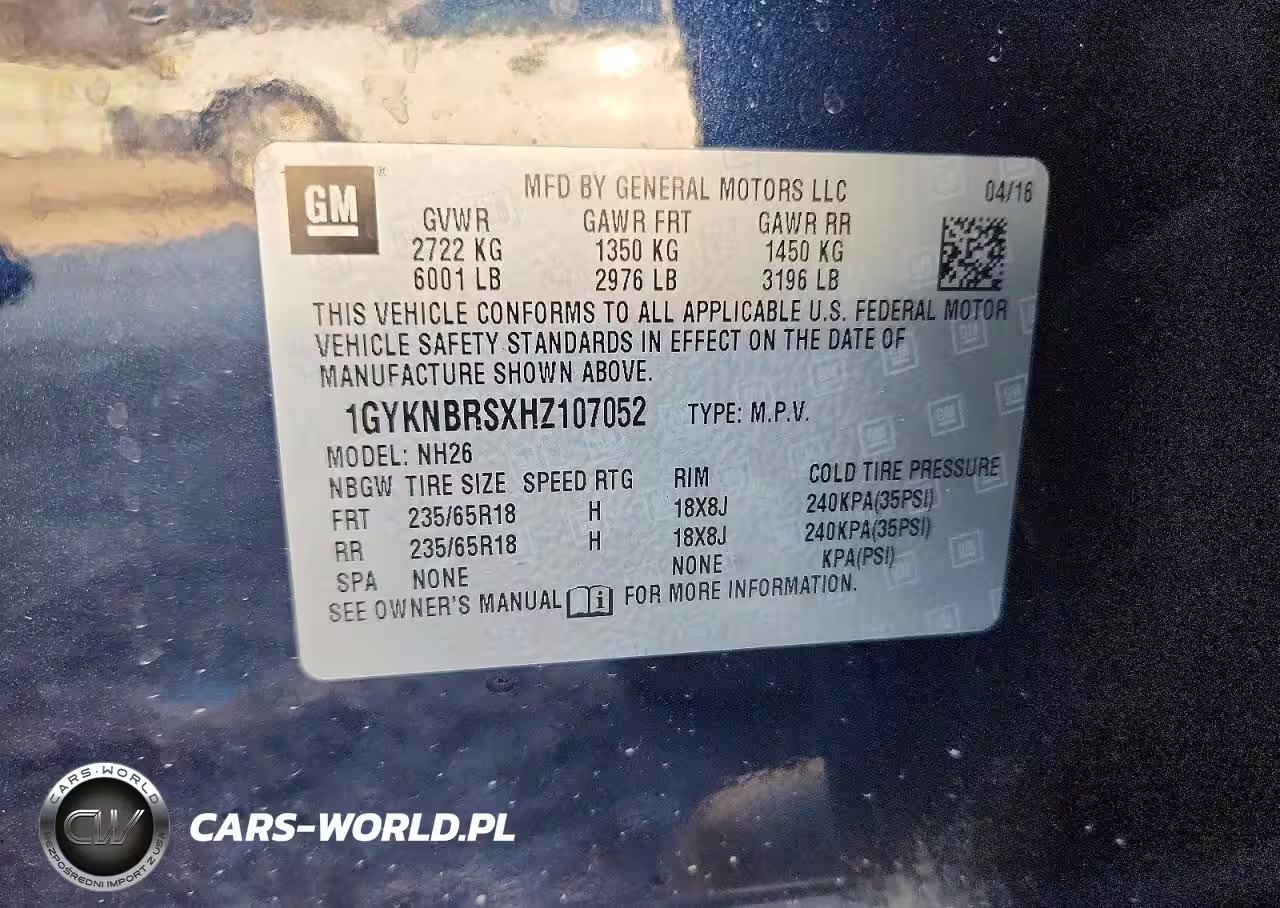 GM
MFD BY GENERAL MOTORS LLC 04/16
GVWR GAWR FRT GAWR RR
2722 KG 1350 KG 1450 KG
6001 LB 2976 LB 3196 LB
THIS VEHICLE CONFORMS TO ALL APPLICABLE U.S. FEDERAL MOTOR
VEHICLE SAFETY STANDARDS IN EFFECT ON THE DATE OF
MANUFACTURE SHOWN ABOVE.
1GYKNBRSXHZ107052 TYPE: M.P.V.
MODEL: NH26
NBGW TIRE SIZE SPEED RTG RIM COLD TIRE PRESSURE
FRT 235/65R18 H 18X8J 240KPA(35PSI)
RR 235/65R18 H 18X8J 240KPA(35PSI)
SPA NONE NONE KPA(PSI)
SEE OWNER'S MANUAL i FOR MORE INFORMATION.
CARS-WORLD
CW
BEZPOŚREDNI IMPORT Z USA
CARS-WORLD.PL